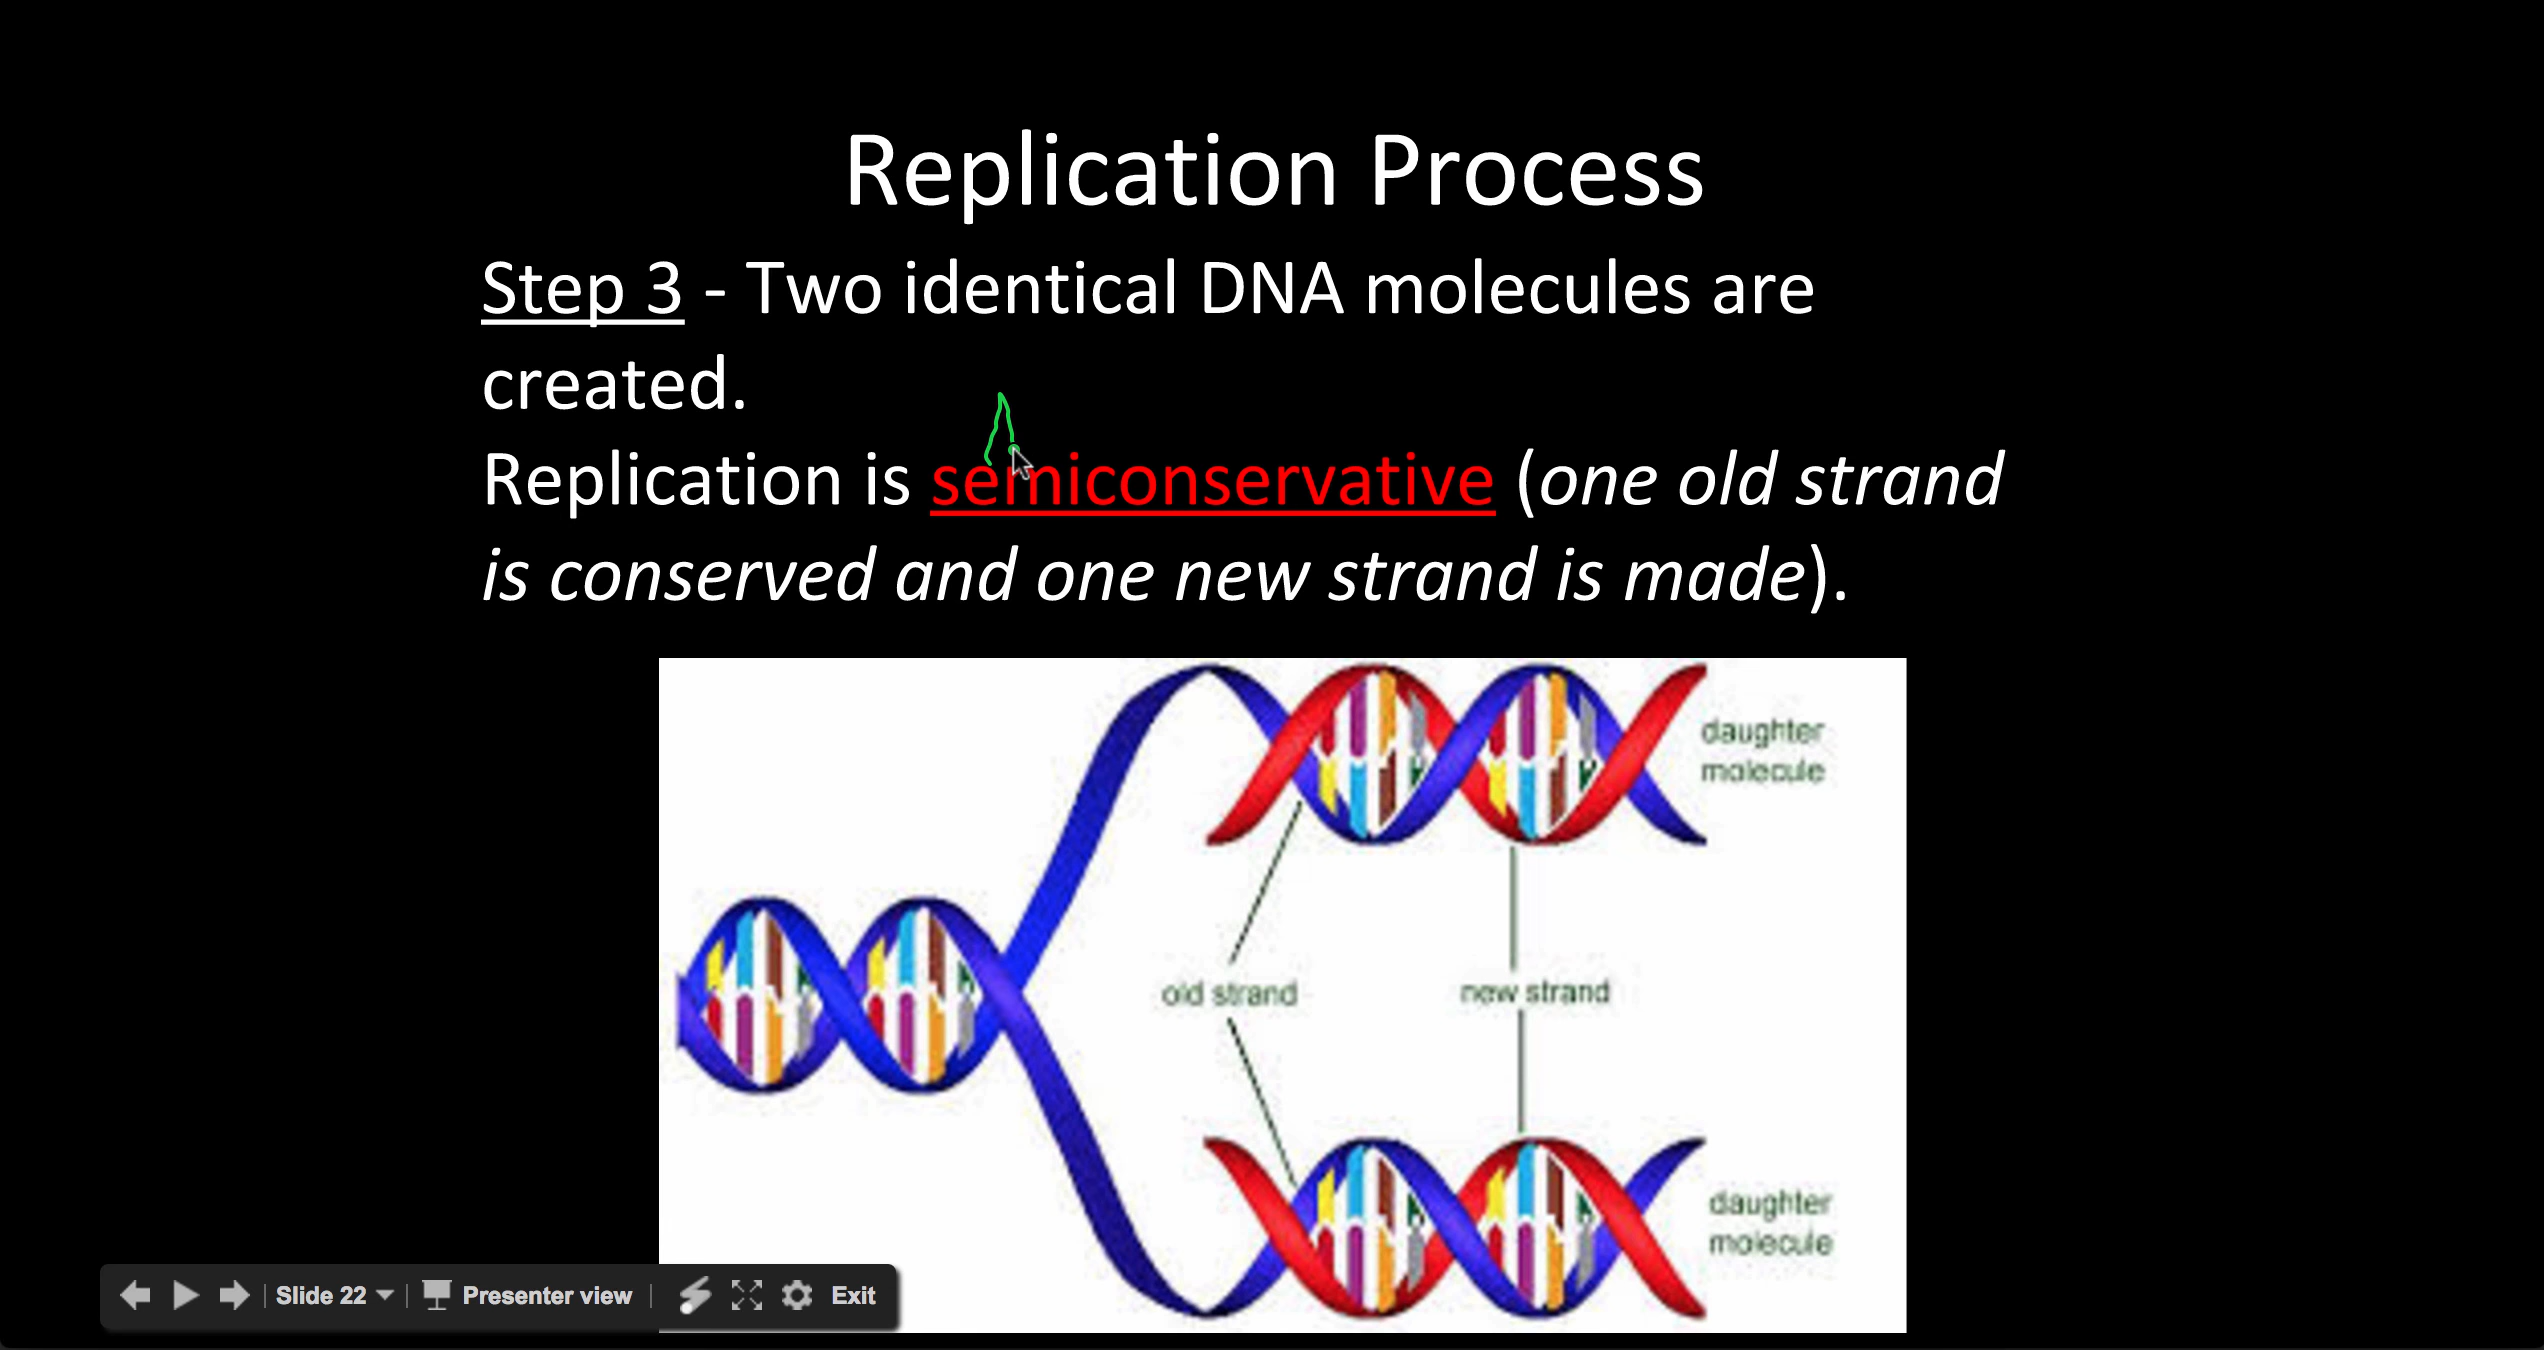 Replication Process
Step 3 - Two identical DNA molecules are
created.
Replication is semiconservative (one old strand
is conserved and one new strand is made).
daughter
molecule
old strand
new strand
daughter
molecule
Slide 22
Presenter view
Exit